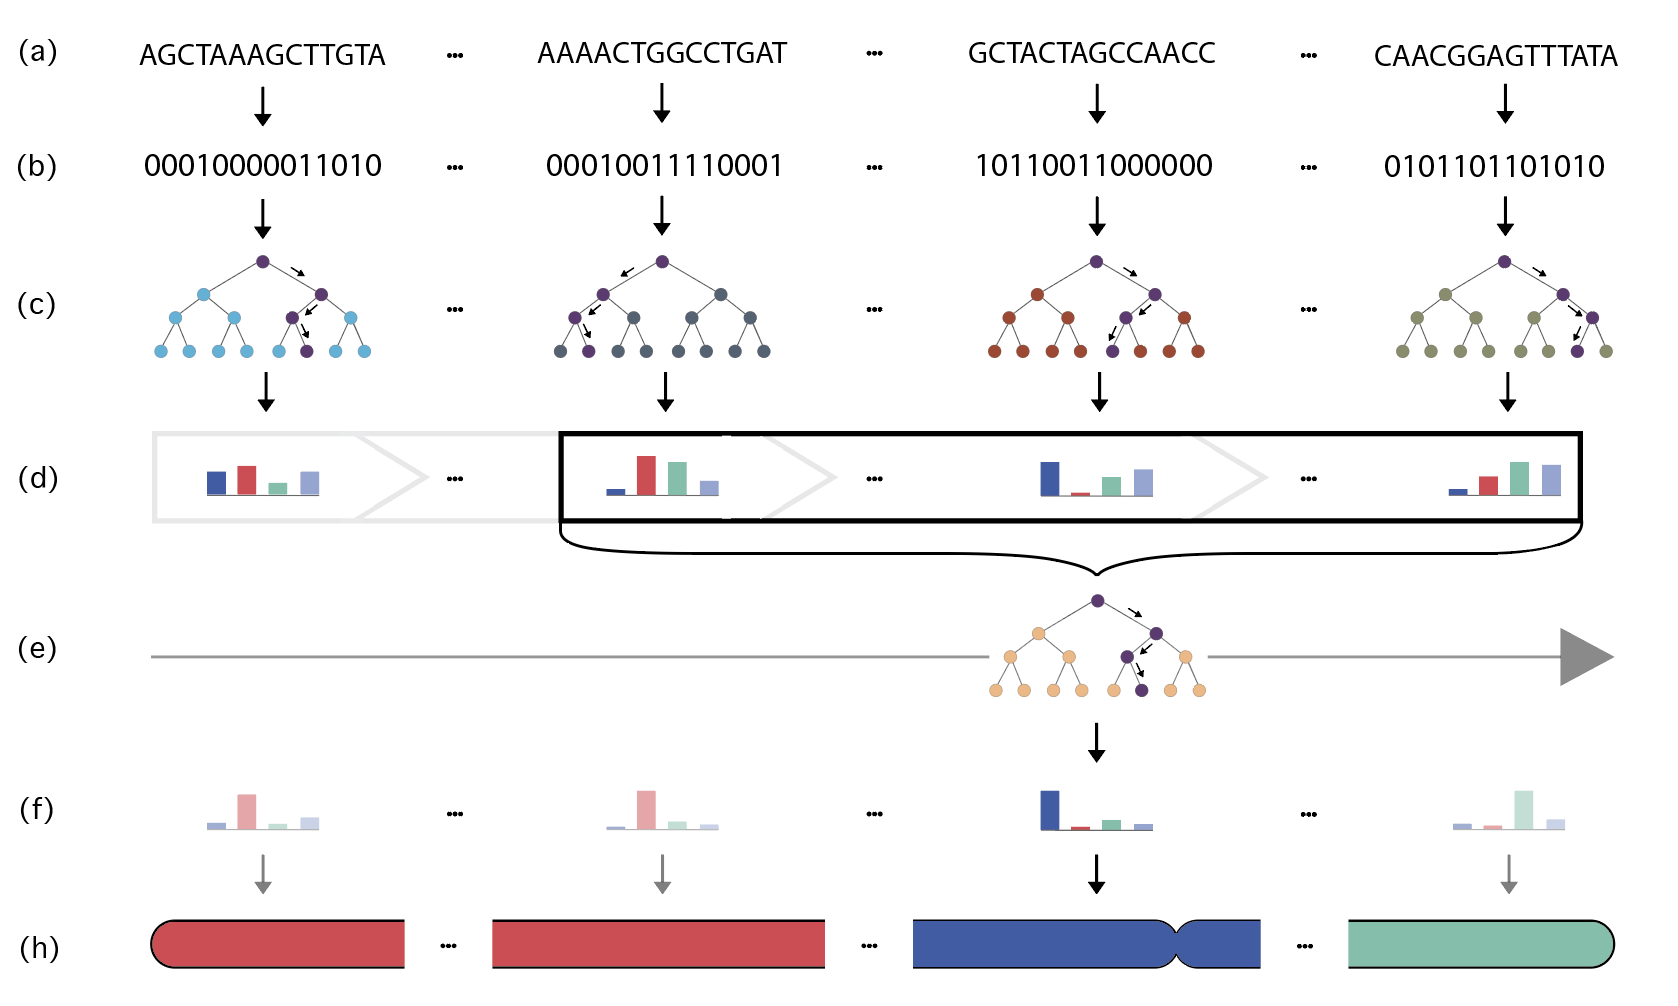 (a) AGCTAAAGCTTGTA ... AAAACTGGCCTGAT ... GCTACTAGCCAACC ... CAACGGAGTTTATA
(b) 00010000011010 ... 00010011110001 ... 10110011000000 ... 0101101101010
(c) ... ... ...
(d) ... ... ...
(e)
(f) ... ... ...
(h) ... ... ...